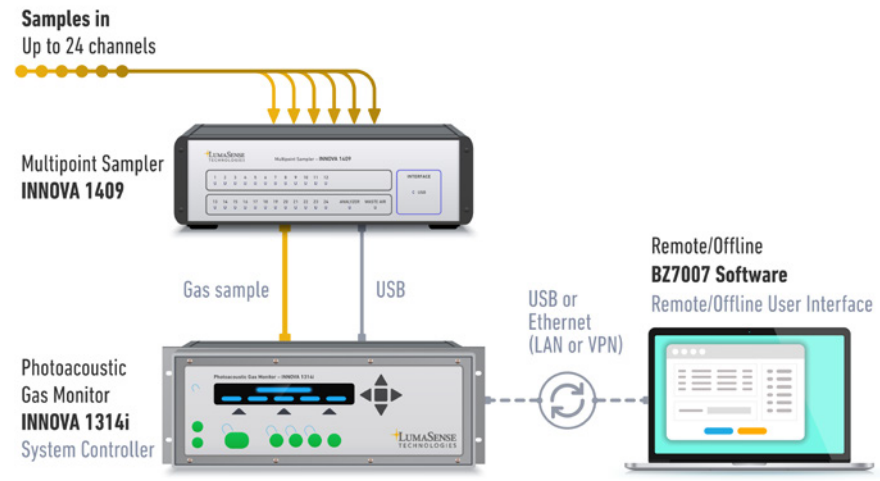 Samples in
Up to 24 channels
LUMASENSE
TECHNOLOGIES
Multipoint Sampler - INNOVA 1409
1 2 3 4 5 6 7 8 9 10 11 12
INTERFACE
USB
13 14 15 16 17 18 19 20 21 22 23 24 ANALYZER WASTE AIR
Multipoint Sampler
INNOVA 1409
Gas sample
USB
Remote/Offline
BZ7007 Software
Remote/Offline User Interface
USB or
Ethernet
(LAN or VPN)
Photoacoustic
Gas Monitor
INNOVA 1314i
System Controller
Photoacoustic Gas Monitor - INNOVA 1314i
LUMASENSE
TECHNOLOGIES